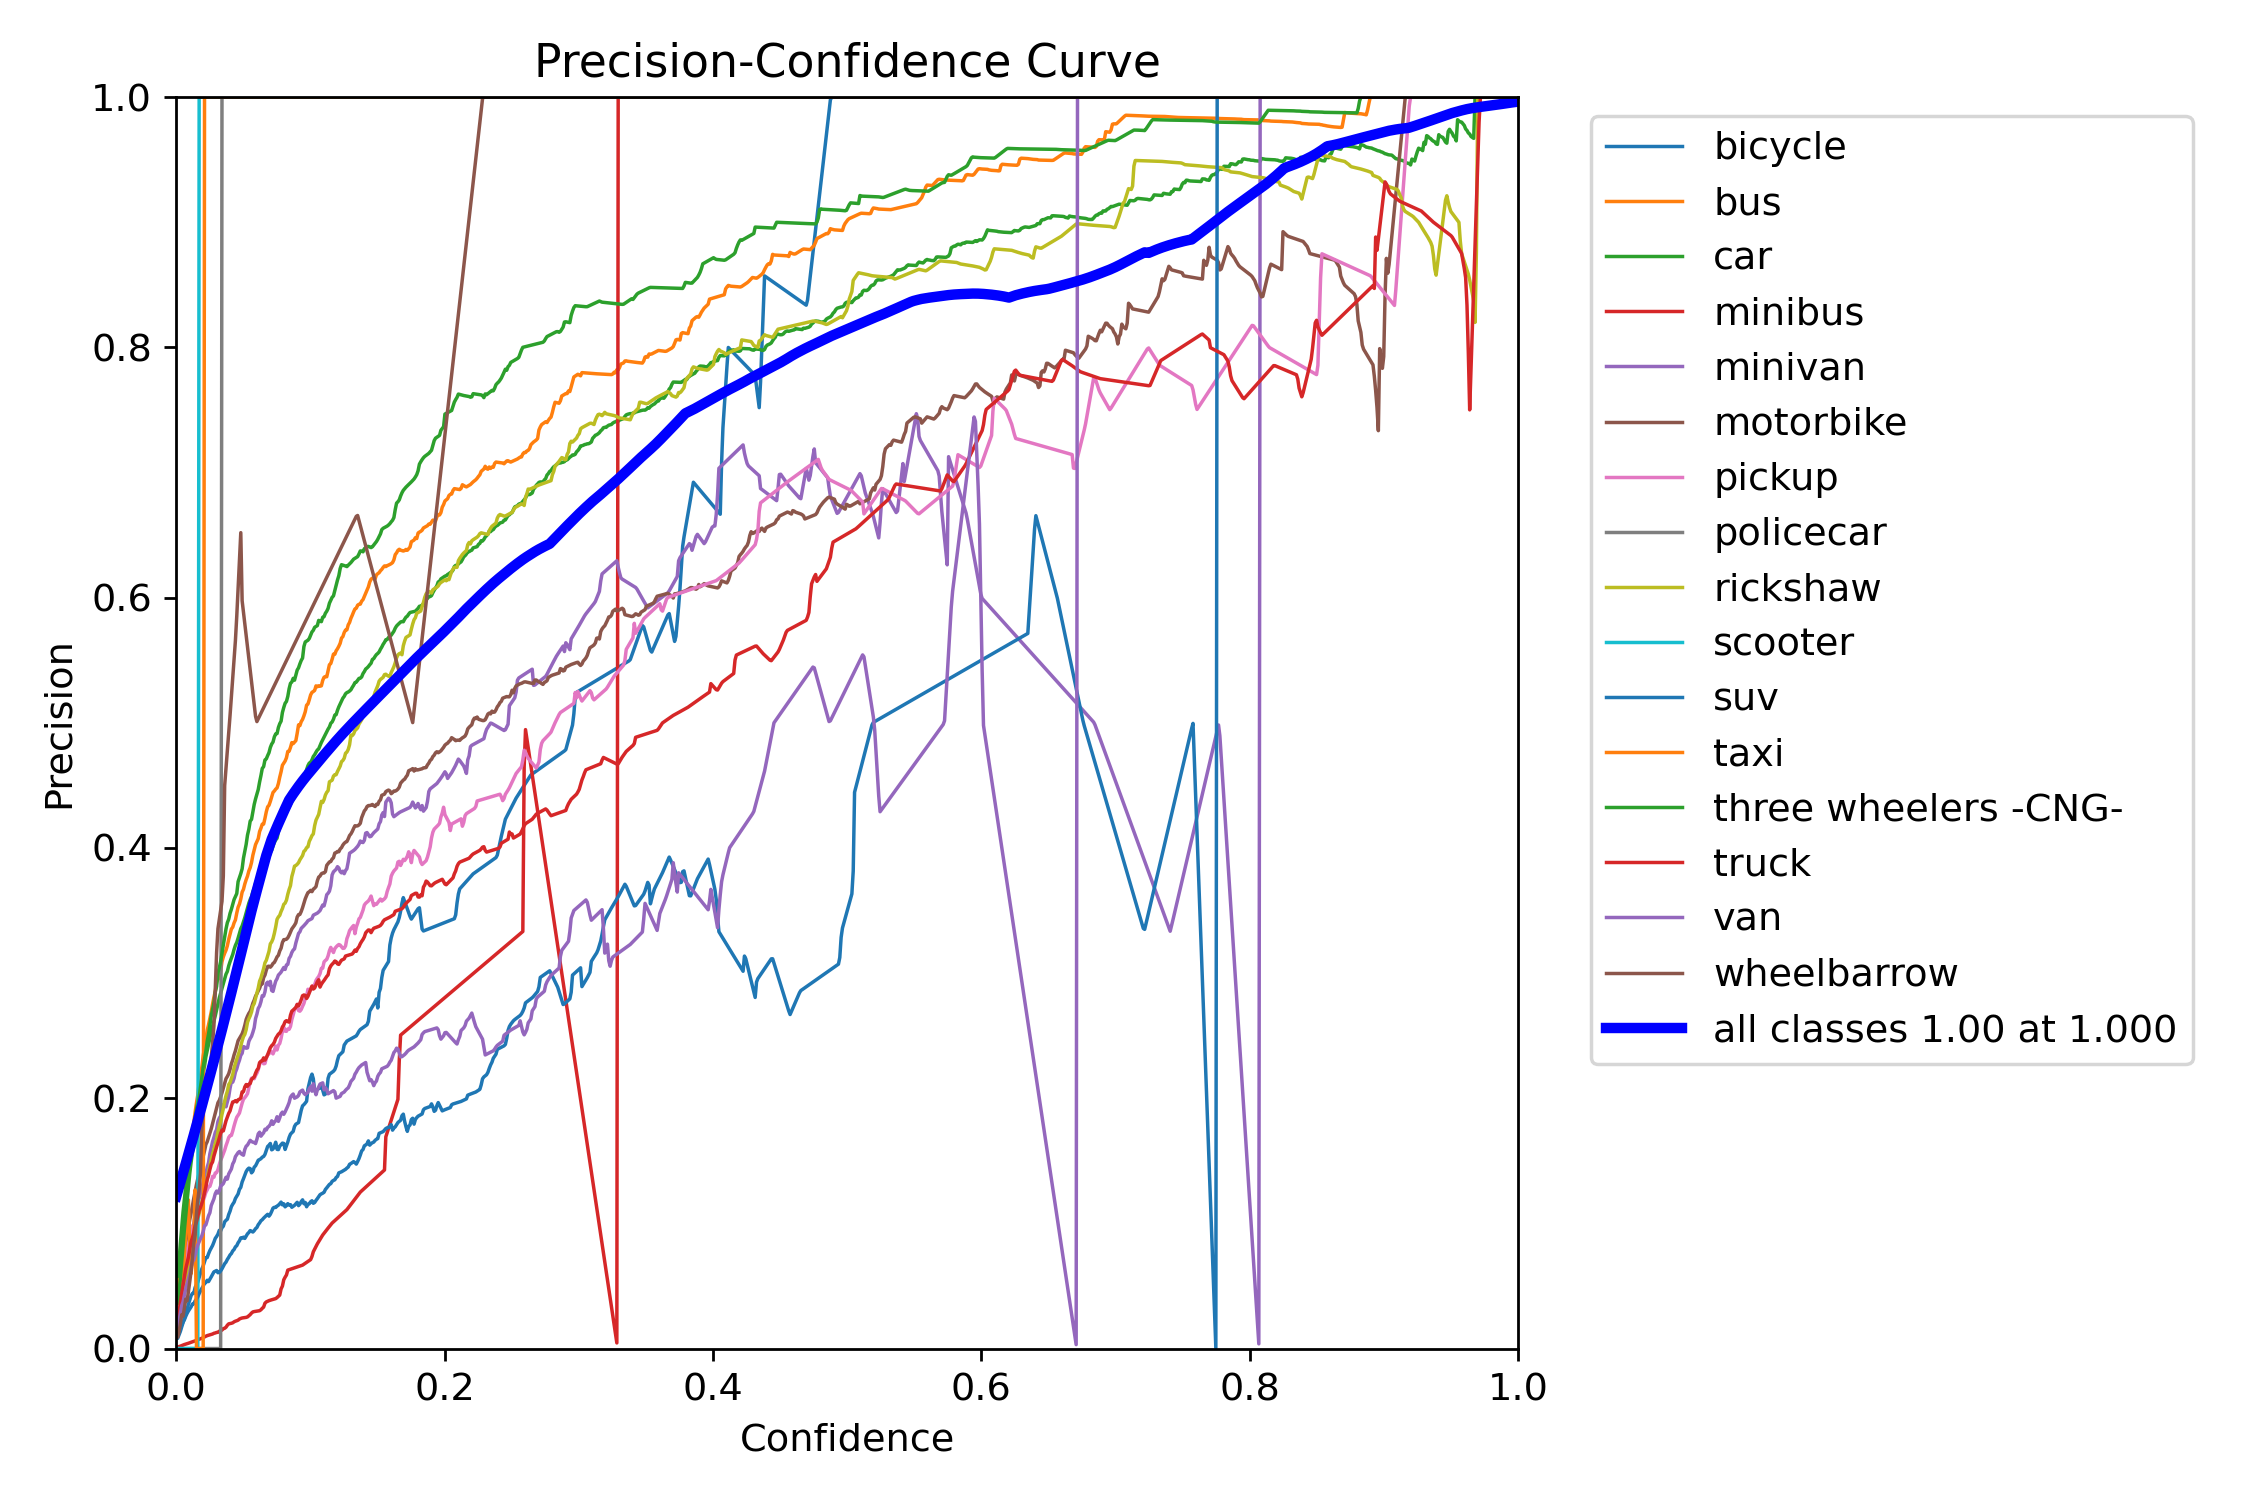 Precision-Confidence Curve
Precision
1.0
0.8
0.6
0.4
0.2
0.0
0.0 0.2 0.4 0.6 0.8 1.0
Confidence
bicycle
bus
car
minibus
minivan
motorbike
pickup
policecar
rickshaw
scooter
suv
taxi
three wheelers -CNG-
truck
van
wheelbarrow
all classes 1.00 at 1.000